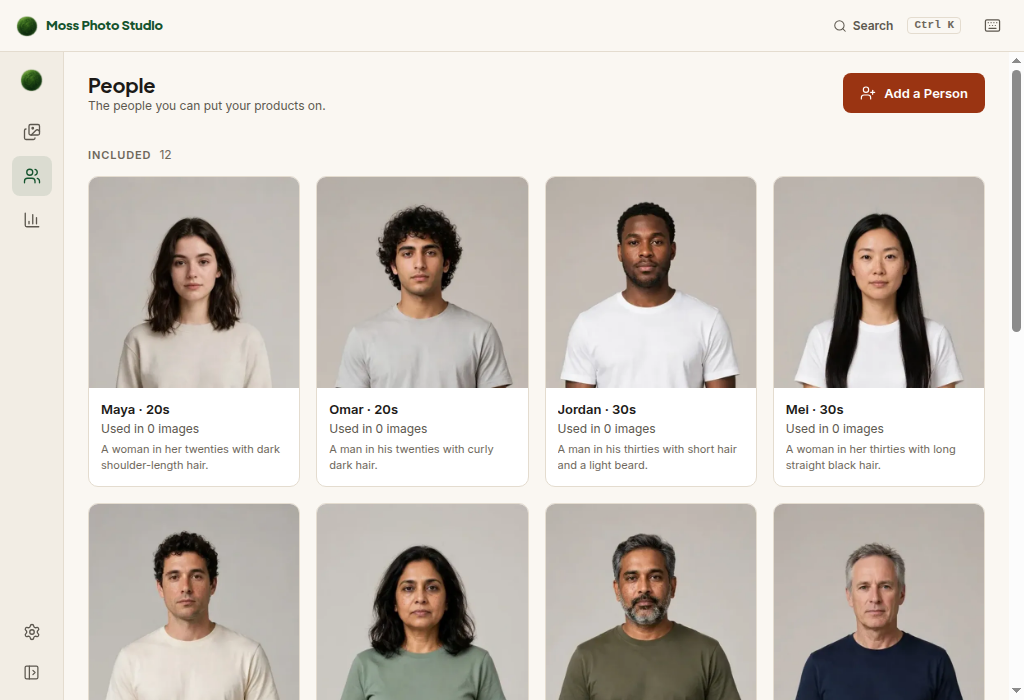 Moss Photo Studio
Search
Ctrl K
People
The people you can put your products on.
Add a Person
INCLUDED 12
Maya · 20s
Used in 0 images
A woman in her twenties with dark
shoulder-length hair.
Omar · 20s
Used in 0 images
A man in his twenties with curly
dark hair.
Jordan · 30s
Used in 0 images
A man in his thirties with short hair
and a light beard.
Mei · 30s
Used in 0 images
A woman in her thirties with long
straight black hair.